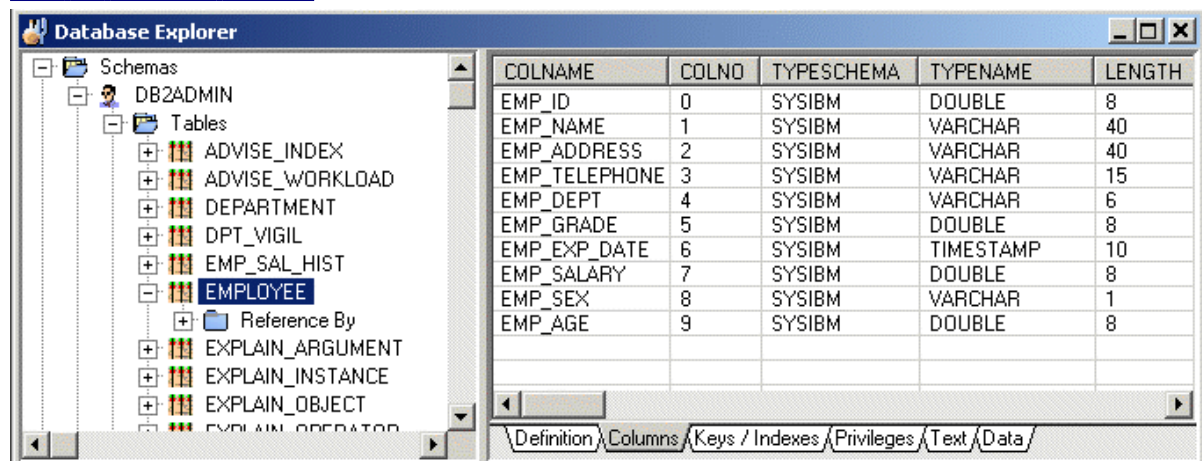 Database Explorer
Schemas
DB2ADMIN
Tables
ADVISE_INDEX
ADVISE_WORKLOAD
DEPARTMENT
DPT_VIGIL
EMP_SAL_HIST
EMPLOYEE
Reference By
EXPLAIN_ARGUMENT
EXPLAIN_INSTANCE
EXPLAIN_OBJECT
EXPLAIN_OPERATOR
COLNAME COLNO TYPESCHEMA TYPENAME LENGTH
EMP_ID 0 SYSIBM DOUBLE 8
EMP_NAME 1 SYSIBM VARCHAR 40
EMP_ADDRESS 2 SYSIBM VARCHAR 40
EMP_TELEPHONE 3 SYSIBM VARCHAR 15
EMP_DEPT 4 SYSIBM VARCHAR 6
EMP_GRADE 5 SYSIBM DOUBLE 8
EMP_EXP_DATE 6 SYSIBM TIMESTAMP 10
EMP_SALARY 7 SYSIBM DOUBLE 8
EMP_SEX 8 SYSIBM VARCHAR 1
EMP_AGE 9 SYSIBM DOUBLE 8
Definition Columns Keys / Indexes Privileges Text Data